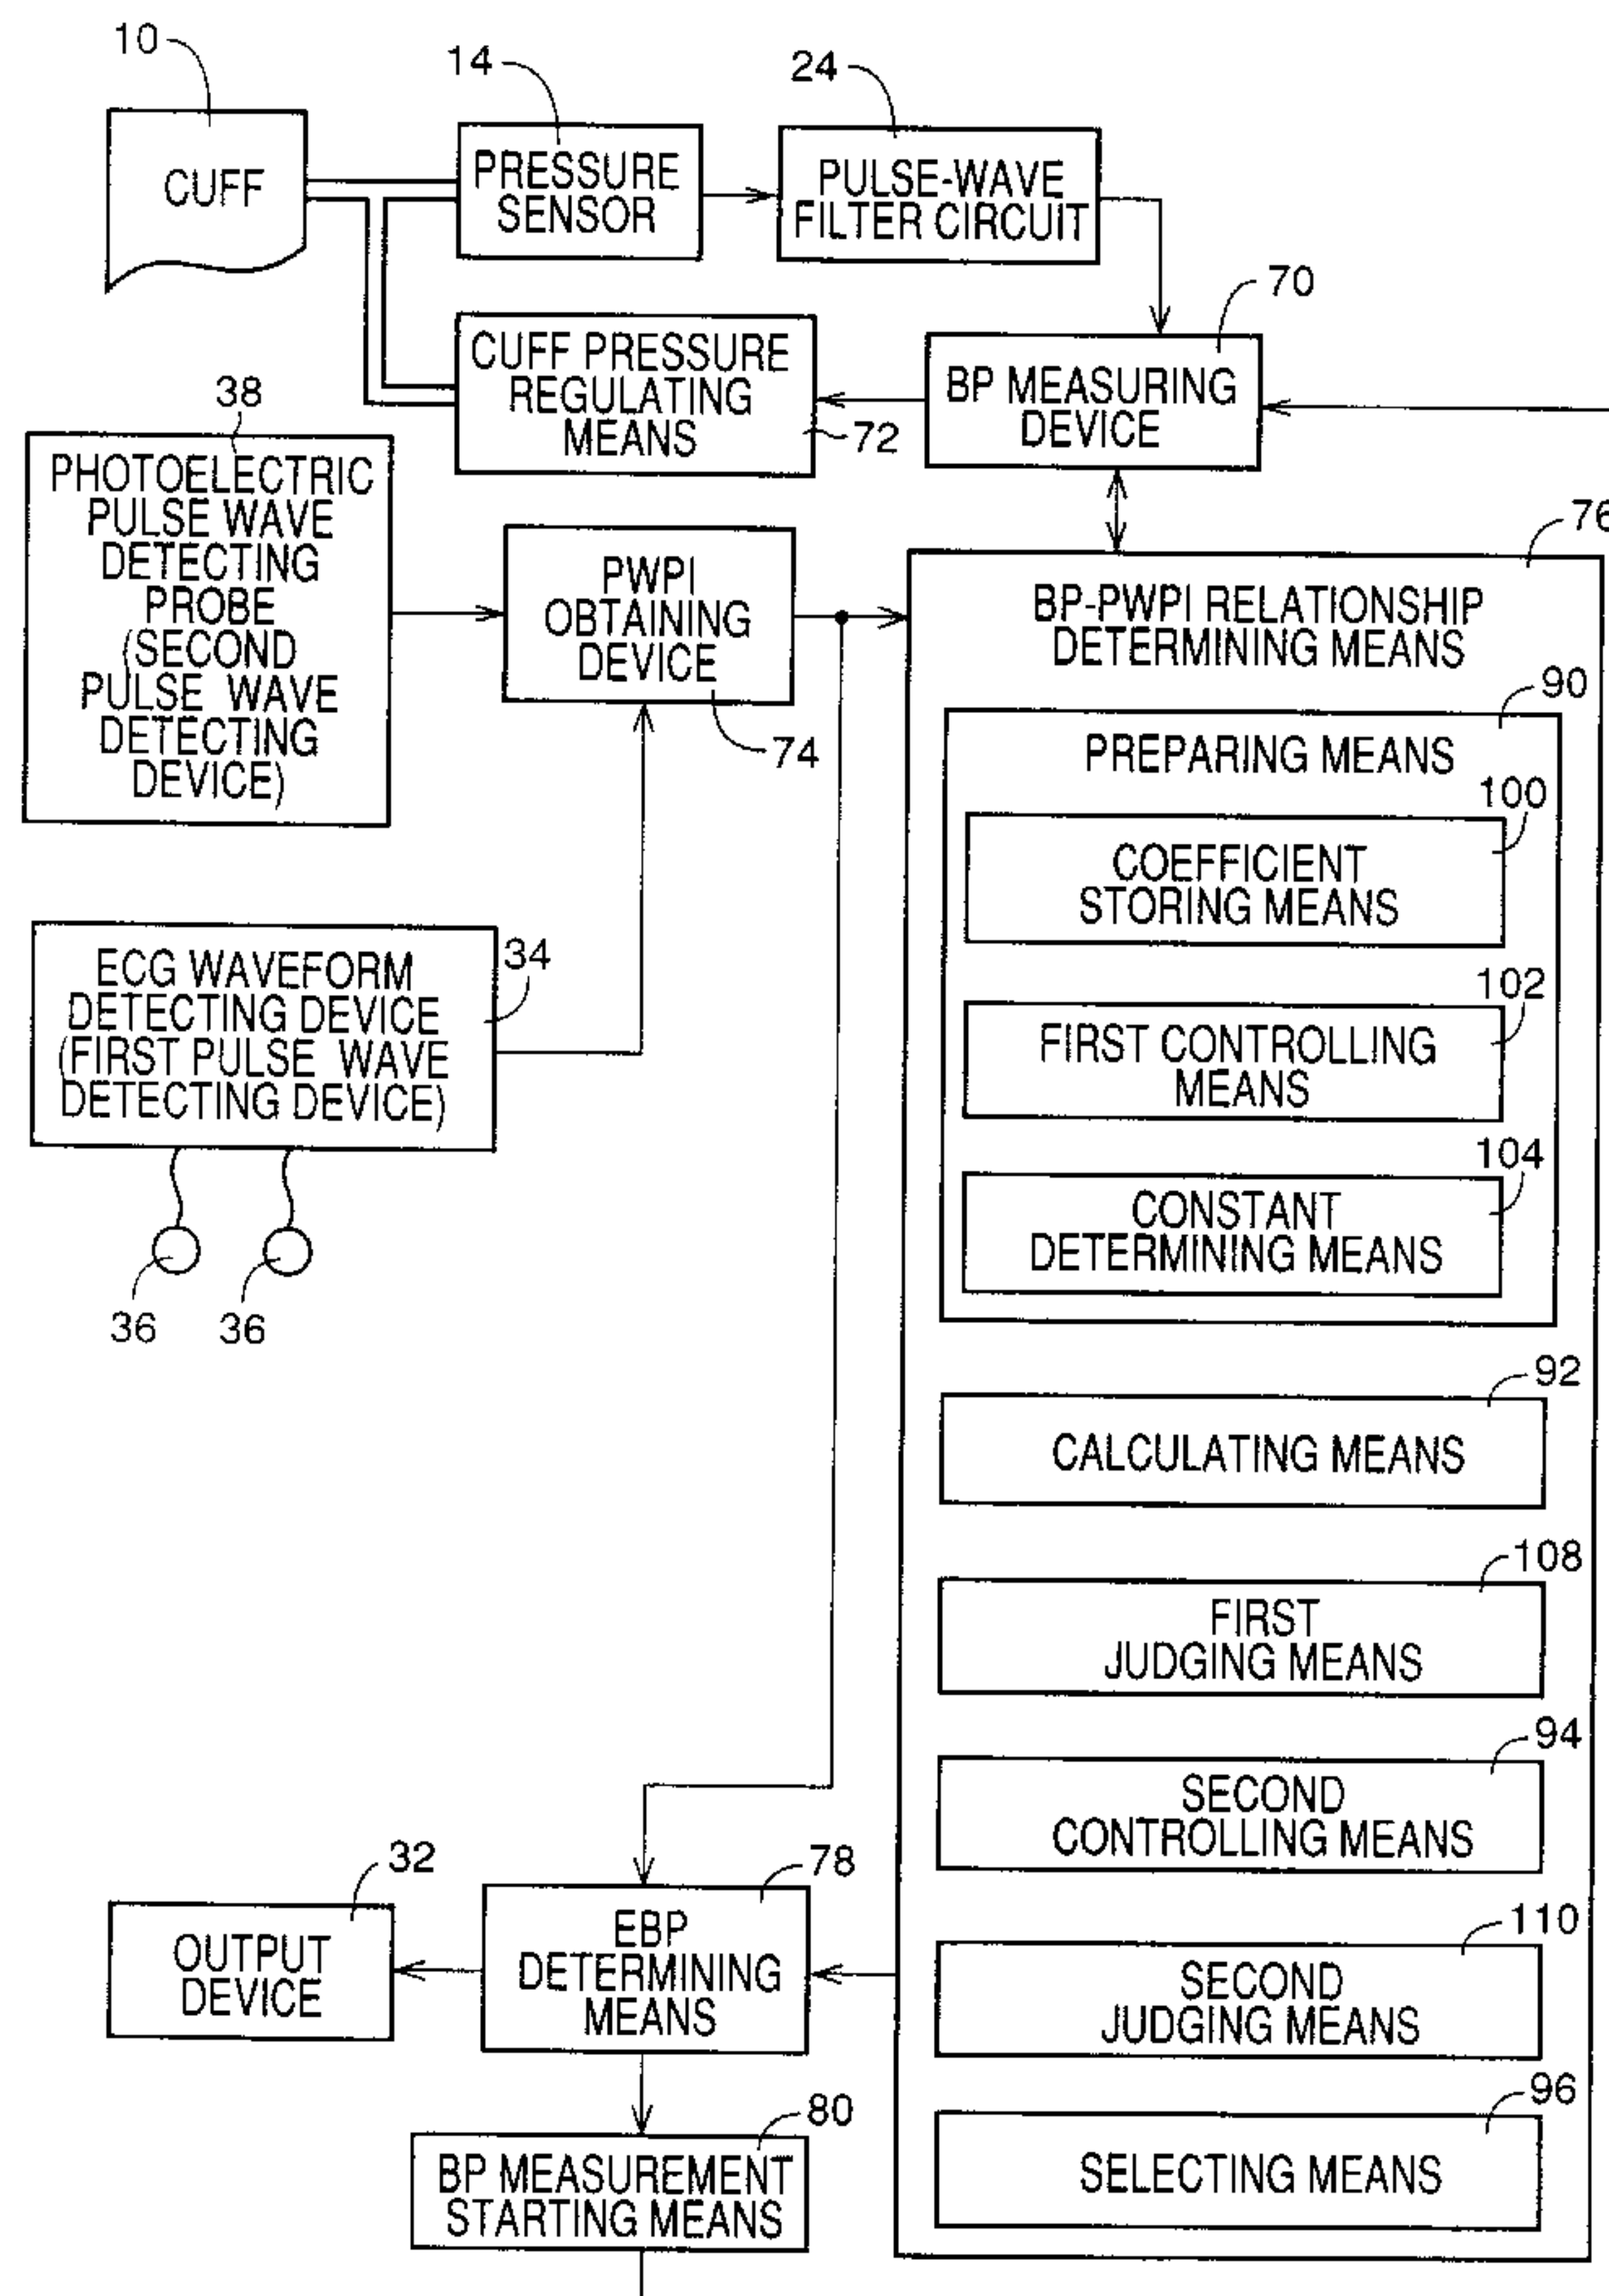 10
14
24
CUFF
PRESSURE
SENSOR
PULSE-WAVE
FILTER CIRCUIT
70
CUFF PRESSURE
REGULATING
MEANS
72
BP MEASURING
DEVICE
38
PHOTOELECTRIC
PULSE WAVE
DETECTING
PROBE
(SECOND
PULSE WAVE
DETECTING
DEVICE)
PWPI
OBTAINING
DEVICE
74
76
BP-PWPI RELATIONSHIP
DETERMINING MEANS
90
PREPARING MEANS
100
COEFFICIENT
STORING MEANS
102
FIRST CONTROLLING
MEANS
104
CONSTANT
DETERMINING MEANS
ECG WAVEFORM
DETECTING DEVICE
(FIRST PULSE WAVE
DETECTING DEVICE)
34
36
36
92
CALCULATING MEANS
108
FIRST
JUDGING MEANS
94
SECOND
CONTROLLING MEANS
110
SECOND
JUDGING MEANS
96
SELECTING MEANS
32
OUTPUT
DEVICE
78
EBP
DETERMINING
MEANS
80
BP MEASUREMENT
STARTING MEANS